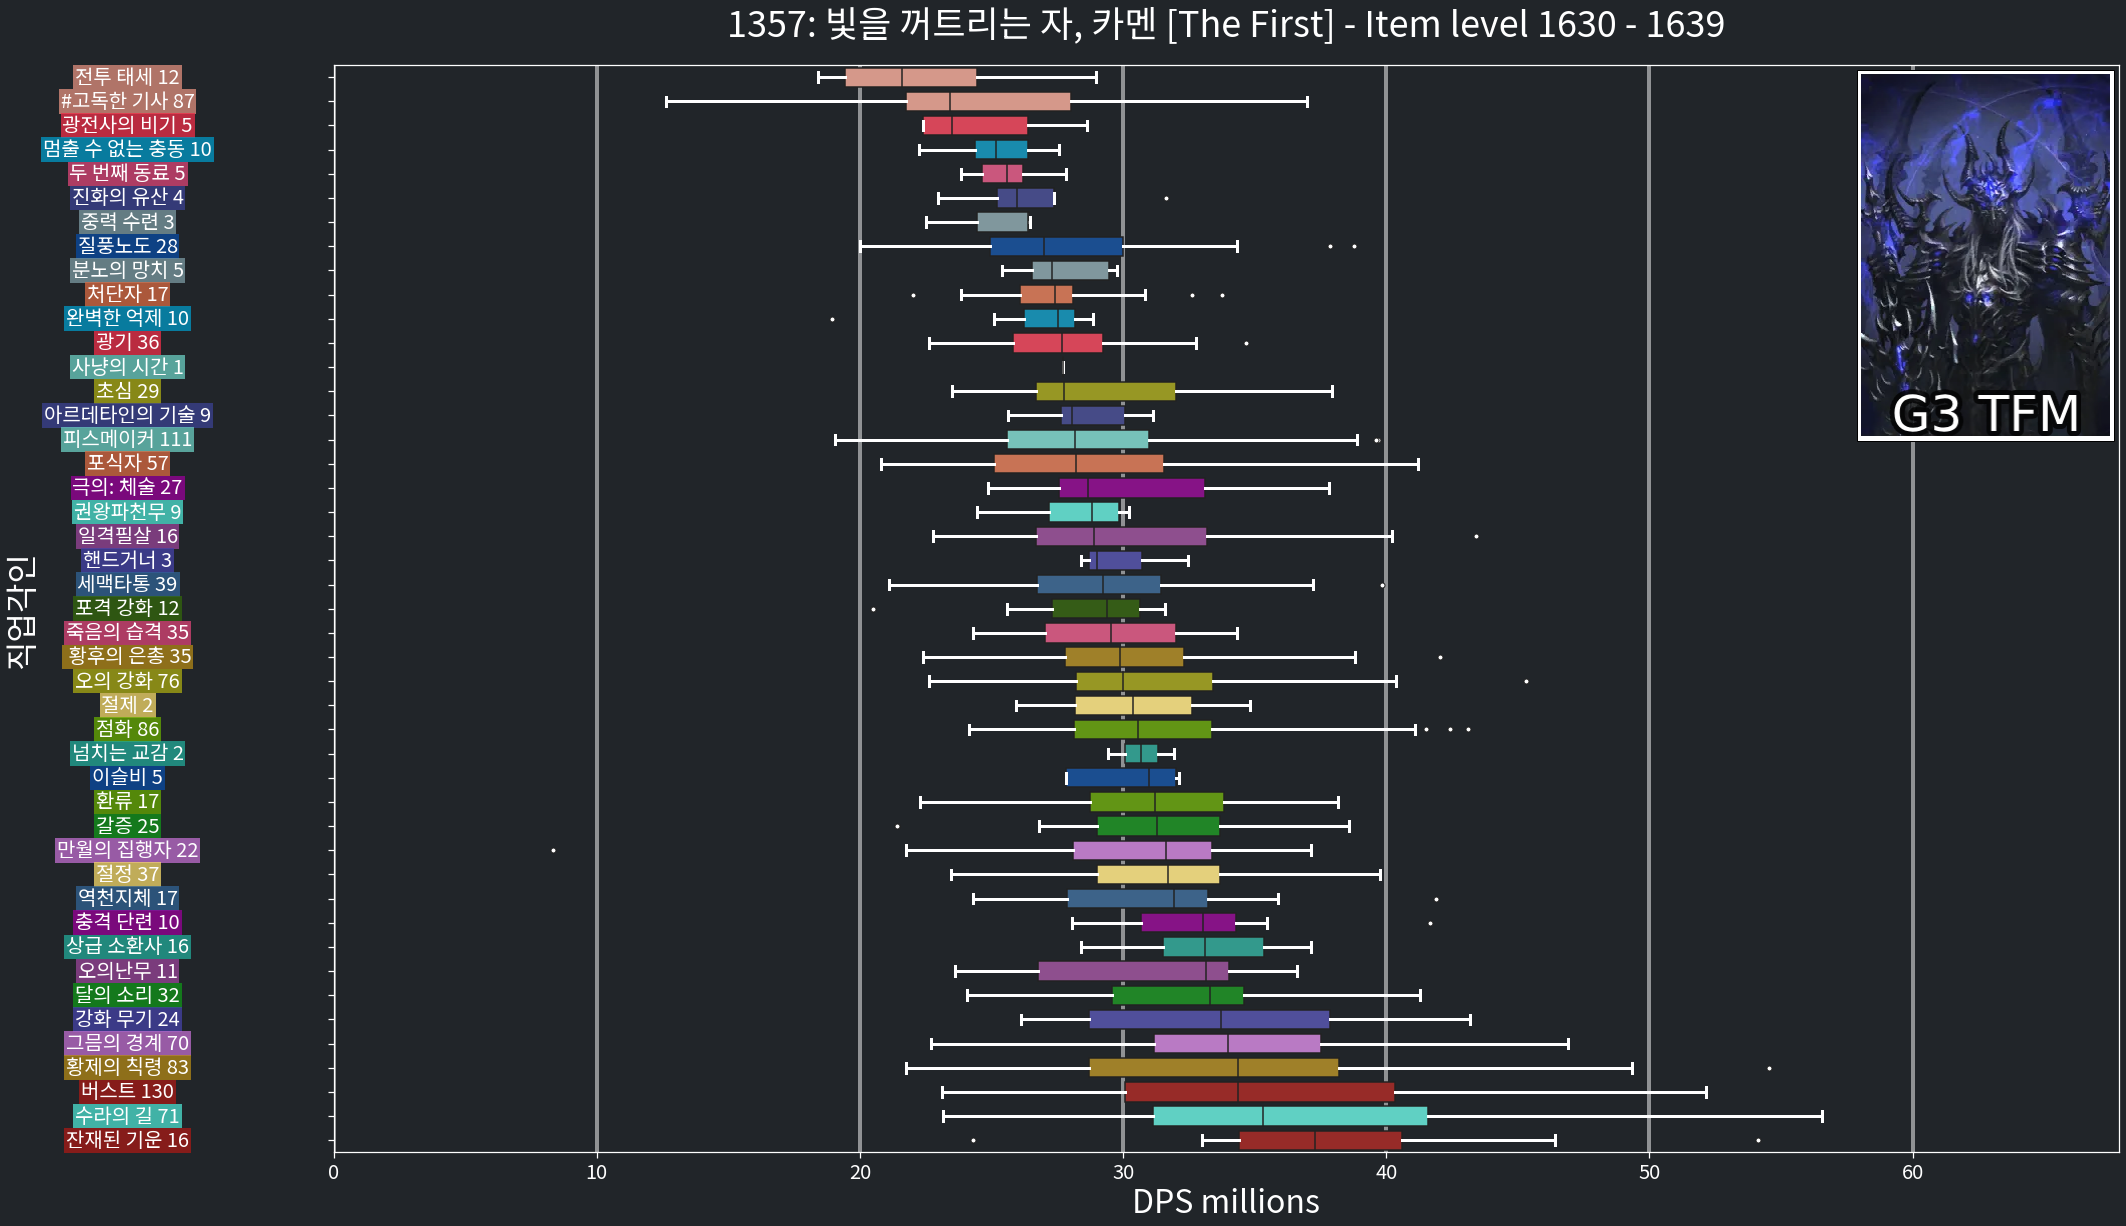 1357: 빛을 꺼트리는 자, 카멘 [The First] - Item level 1630 - 1639
전투 태세 12
#고독한 기사 87
광전사의 비기 5
멈출 수 없는 충동 10
두 번째 동료 5
진화의 유산 4
중력 수련 3
질풍노도 28
분노의 망치 5
처단자 17
완벽한 억제 10
광기 36
사냥의 시간 1
초심 29
아르데타인의 기술 9
피스메이커 111
포식자 57
극의: 체술 27
권왕파천무 9
일격필살 16
핸드거너 3
세맥타통 39
포격 강화 12
죽음의 습격 35
황후의 은총 35
오의 강화 76
절제 2
점화 86
넘치는 교감 2
이슬비 5
환류 17
갈증 25
만월의 집행자 22
절정 37
역천지체 17
충격 단련 10
상급 소환사 16
오의난무 11
달의 소리 32
강화 무기 24
그믐의 경계 70
황제의 칙령 83
버스트 130
수라의 길 71
잔재된 기운 16
직업각인
G3 TFM
0 10 20 30 40 50 60
DPS millions